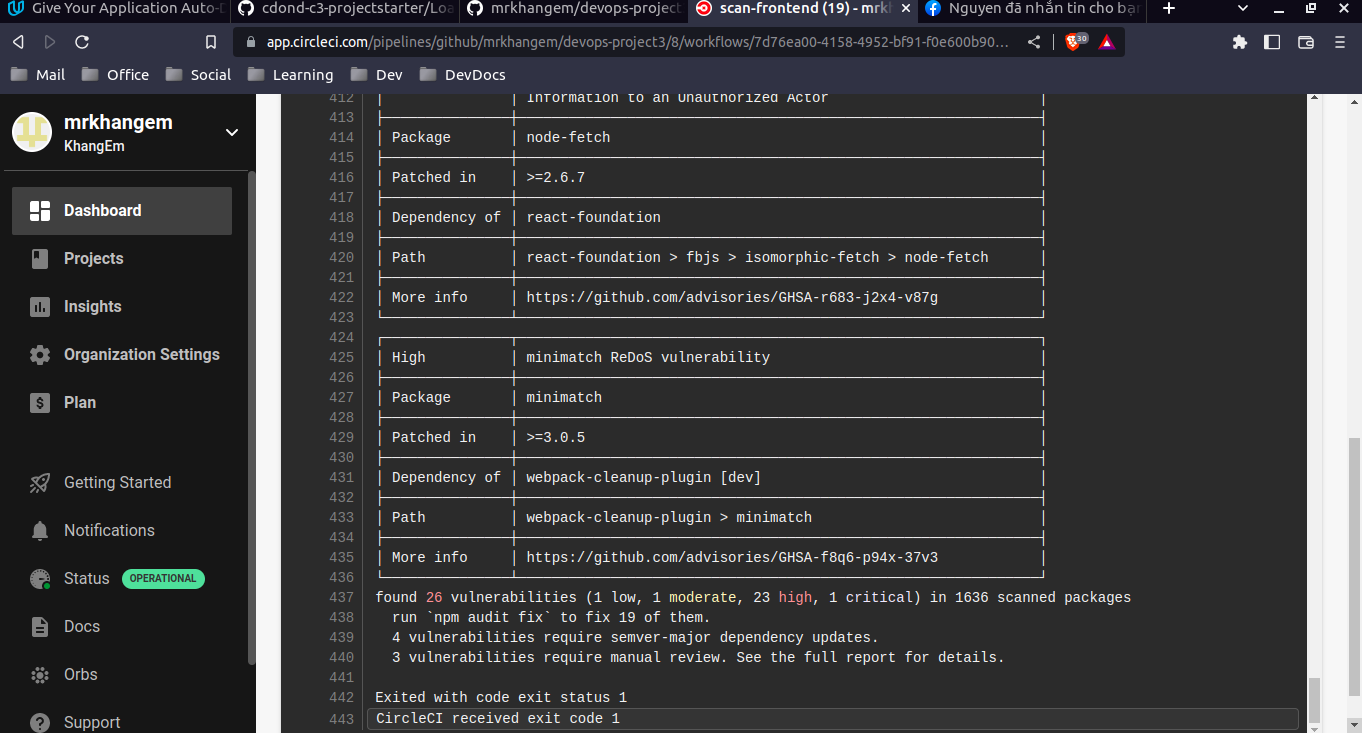 Give Your Application Auto-D
cdond-c3-projectstarter/Loa
mrkhangem/devops-project
scan-frontend (19) - mrkh
Nguyen đã nhắn tin cho bạn
app.circleci.com/pipelines/github/mrkhangem/devops-project3/8/workflows/7d76ea00-4158-4952-bf91-f0e600b90...
30
Mail
Office
Social
Learning
Dev
DevDocs
mrkhangem
KhangEm
Dashboard
Projects
Insights
Organization Settings
Plan
Getting Started
Notifications
Status OPERATIONAL
Docs
Orbs
Support
412 Information to an Unauthorized Actor
413
414 Package node-fetch
415
416 Patched in >=2.6.7
417
418 Dependency of react-foundation
419
420 Path react-foundation > fbjs > isomorphic-fetch > node-fetch
421
422 More info https://github.com/advisories/GHSA-r683-j2x4-v87g
423
424
425 High minimatch ReDoS vulnerability
426
427 Package minimatch
428
429 Patched in >=3.0.5
430
431 Dependency of webpack-cleanup-plugin [dev]
432
433 Path webpack-cleanup-plugin > minimatch
434
435 More info https://github.com/advisories/GHSA-f8q6-p94x-37v3
436
437 found 26 vulnerabilities (1 low, 1 moderate, 23 high, 1 critical) in 1636 scanned packages
438 run `npm audit fix` to fix 19 of them.
439 4 vulnerabilities require semver-major dependency updates.
440 3 vulnerabilities require manual review. See the full report for details.
441
442 Exited with code exit status 1
443 CircleCI received exit code 1